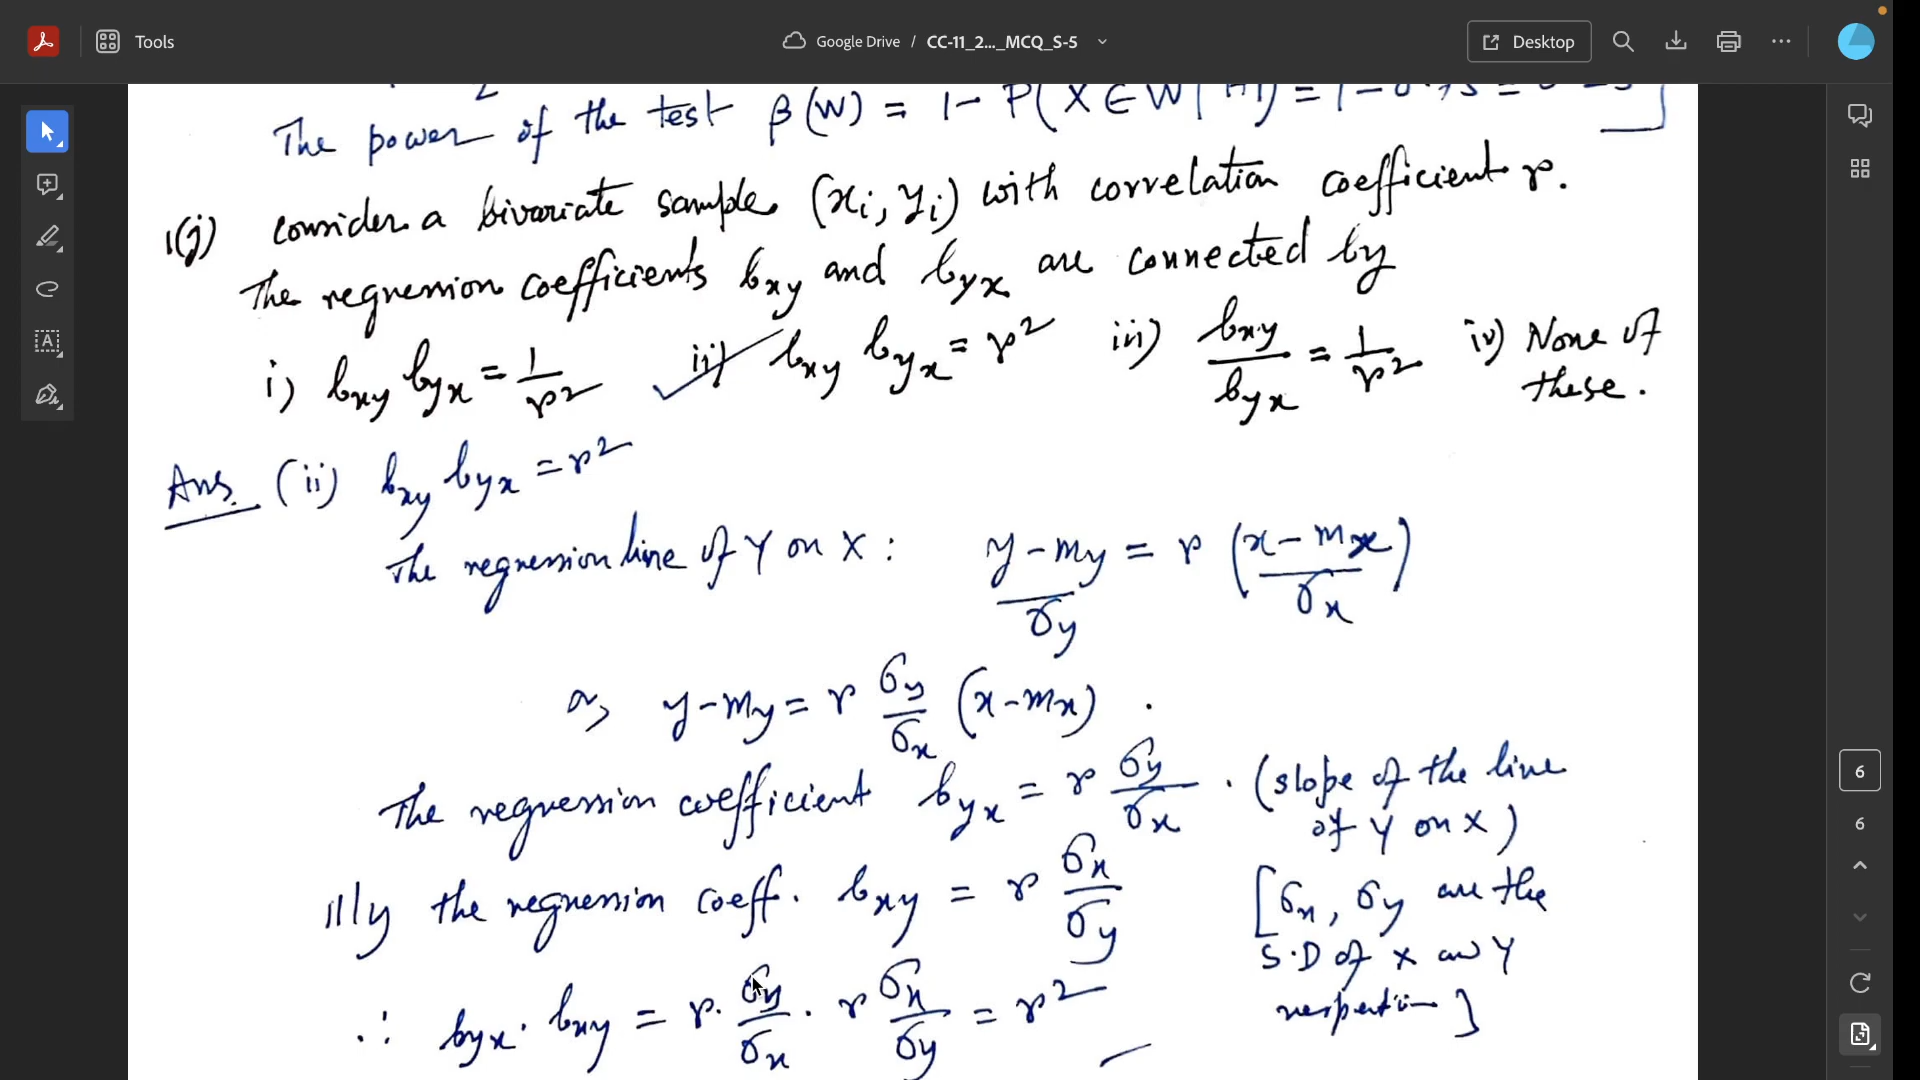 Tools
Google Drive / CC-11_2..._MCQ_S-5
Desktop
The power of the test β(W) = 1- P(X ∈ W | H1) = 1-0.75 =
1(j) consider a bivariate sample (xi, yi) with correlation coefficient r.
The regression coefficients bxy and byx are connected by
i) bxy byx = 1/r² ii) bxy byx = r² iii) bxy/byx = 1/r² iv) None of these.
Ans. (ii) bxy byx = r²
The regression line of Y on X : (y - my)/σy = r ((x - mx)/σx)
or, y - my = r σy/σx (x - mx) .
The regression coefficient byx = r σy/σx . (slope of the line
of Y on X)
111ly the regression coeff. bxy = r σx/σy [σx, σy are the
S.D of X and Y
∴ byx . bxy = r. σy/σx . r σx/σy = r² ]
6
6